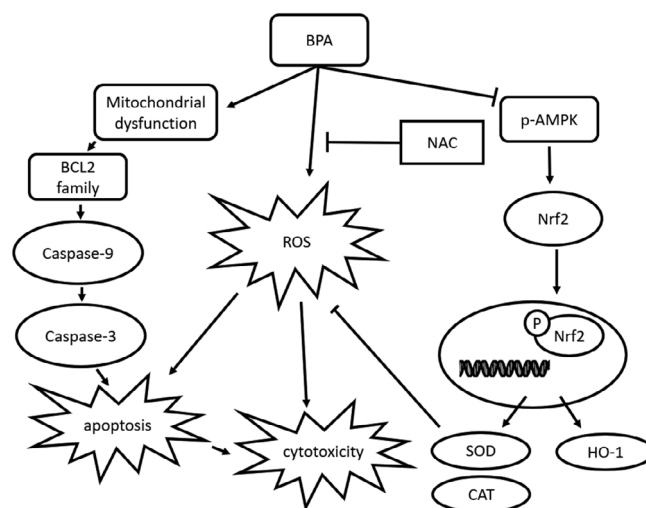 BPA
Mitochondrial
dysfunction
p-AMPK
NAC
BCL2
family
Nrf2
ROS
Caspase-9
P
Nrf2
Caspase-3
apoptosis
cytotoxicity
SOD
HO-1
CAT